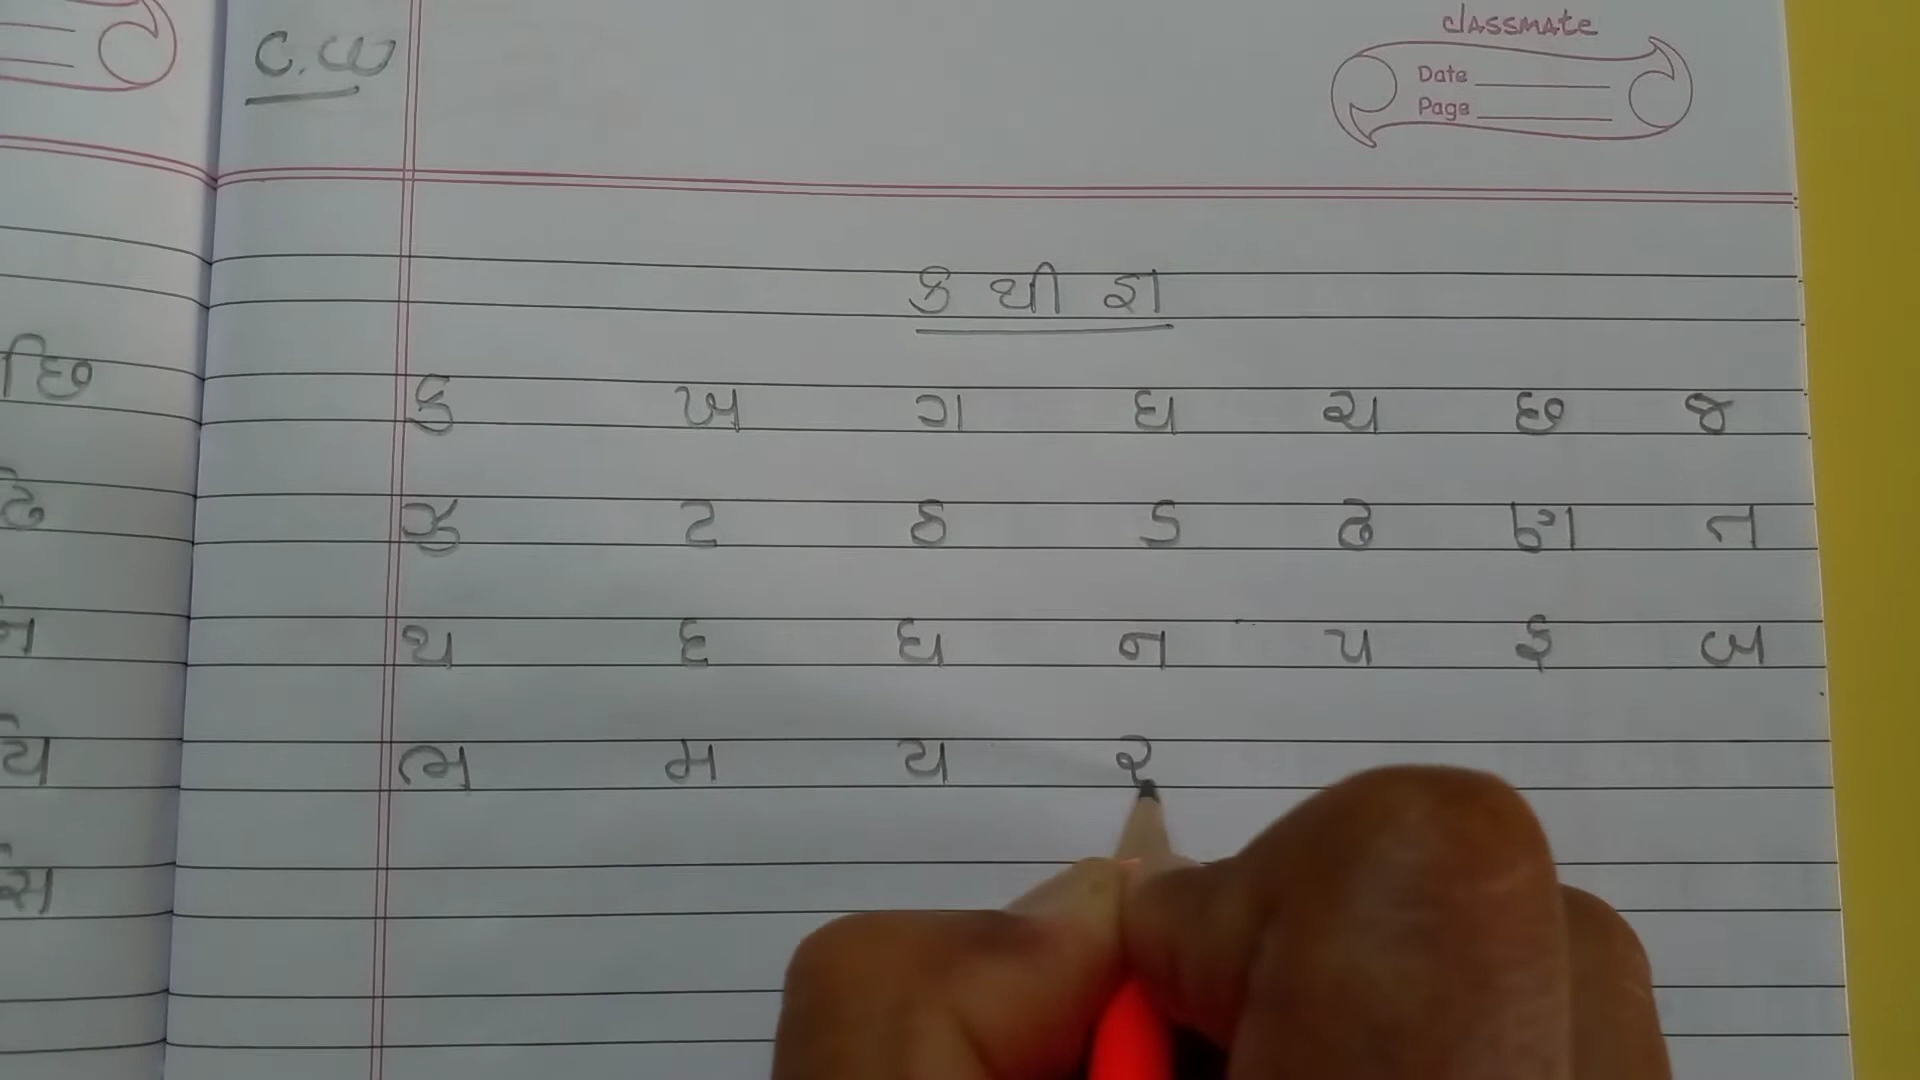 C.W
classmate
Date
Page
ક થી જ્ઞ
ક ખ ગ ઘ ચ છ જ
ઝ ટ ઠ ડ ઢ ણ ત
થ દ ધ ન પ ફ બ
ભ મ ય ર
છિ
ઢે
ર્ય
ર્સ